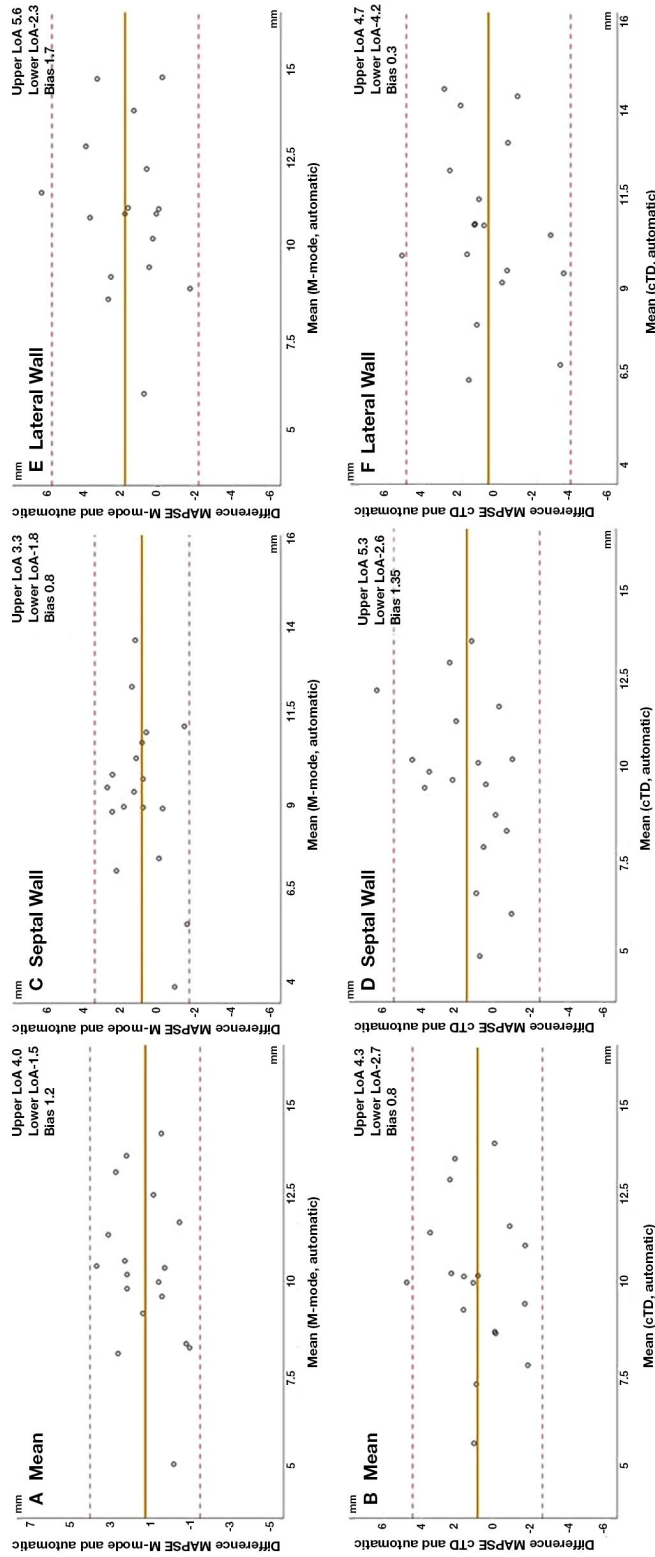 mm
A Mean
Upper LoA 4.0
Lower LoA-1.5
Bias 1.2
Difference MAPSE M-mode and automatic
7
5
3
1
-1
-3
-5
5
7.5
10
12.5
15
mm
Mean (M-mode, automatic)
mm
C Septal Wall
Upper LoA 3.3
Lower LoA-1.8
Bias 0.8
Difference MAPSE M-mode and automatic
6
4
2
0
-2
-4
-6
4
6.5
9
11.5
14
16
mm
Mean (M-mode, automatic)
mm
E Lateral Wall
Upper LoA 5.6
Lower LoA-2.3
Bias 1.7
Difference MAPSE M-mode and automatic
6
4
2
0
-2
-4
-6
5
7.5
10
12.5
15
mm
Mean (M-mode, automatic)
mm
B Mean
Upper LoA 4.3
Lower LoA-2.7
Bias 0.8
Difference MAPSE cTD and automatic
6
4
2
0
-2
-4
-6
5
7.5
10
12.5
15
mm
Mean (cTD, automatic)
mm
D Septal Wall
Upper LoA 5.3
Lower LoA-2.6
Bias 1.35
Difference MAPSE cTD and automatic
6
4
2
0
-2
-4
-6
5
7.5
10
12.5
15
mm
Mean (cTD, automatic)
mm
F Lateral Wall
Upper LoA 4.7
Lower LoA-4.2
Bias 0.3
Difference MAPSE cTD and automatic
6
4
2
0
-2
-4
-6
4
6.5
9
11.5
14
16
mm
Mean (cTD, automatic)